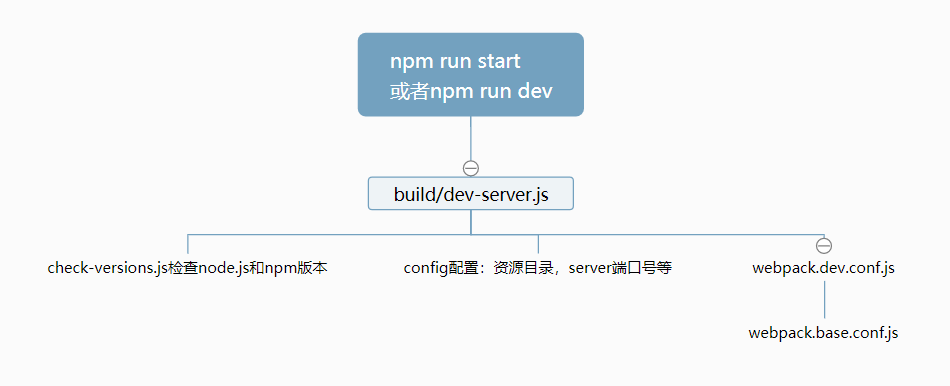 npm run start
或者npm run dev
build/dev-server.js
check-versions.js检查node.js和npm版本
config配置：资源目录，server端口号等
webpack.dev.conf.js
webpack.base.conf.js